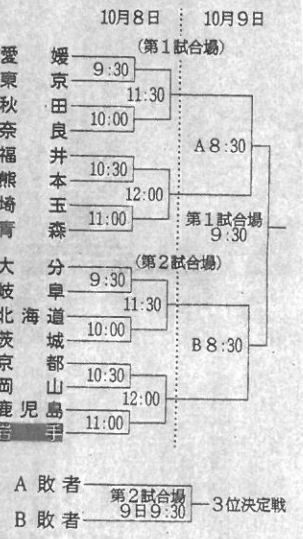 10月8日 10月9日
(第1試合場)
愛媛
9:30
東京
11:30
秋田
10:00
奈良
A 8:30
福井
10:30
熊本
12:00
埼玉
11:00
青森
第1試合場
9:30
(第2試合場)
大分
9:30
岐阜
11:30
北海道
10:00
茨城
B 8:30
京都
10:30
岡山
12:00
鹿児島
11:00
岩手
A 敗者
第2試合場
9日9:30
3位決定戦
B 敗者